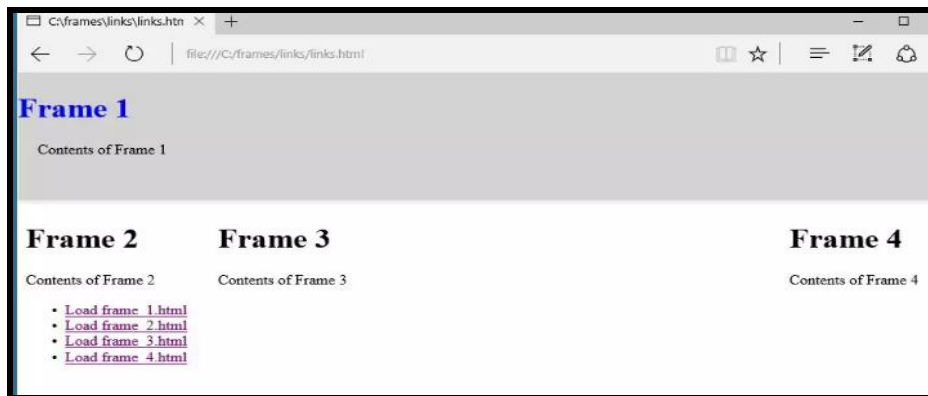 C:\frames\links\links.htn
file:///C:/frames/links/links.html
Frame 1
Contents of Frame 1
Frame 2
Contents of Frame 2
• Load frame_1.html
• Load frame_2.html
• Load frame_3.html
• Load frame_4.html
Frame 3
Contents of Frame 3
Frame 4
Contents of Frame 4